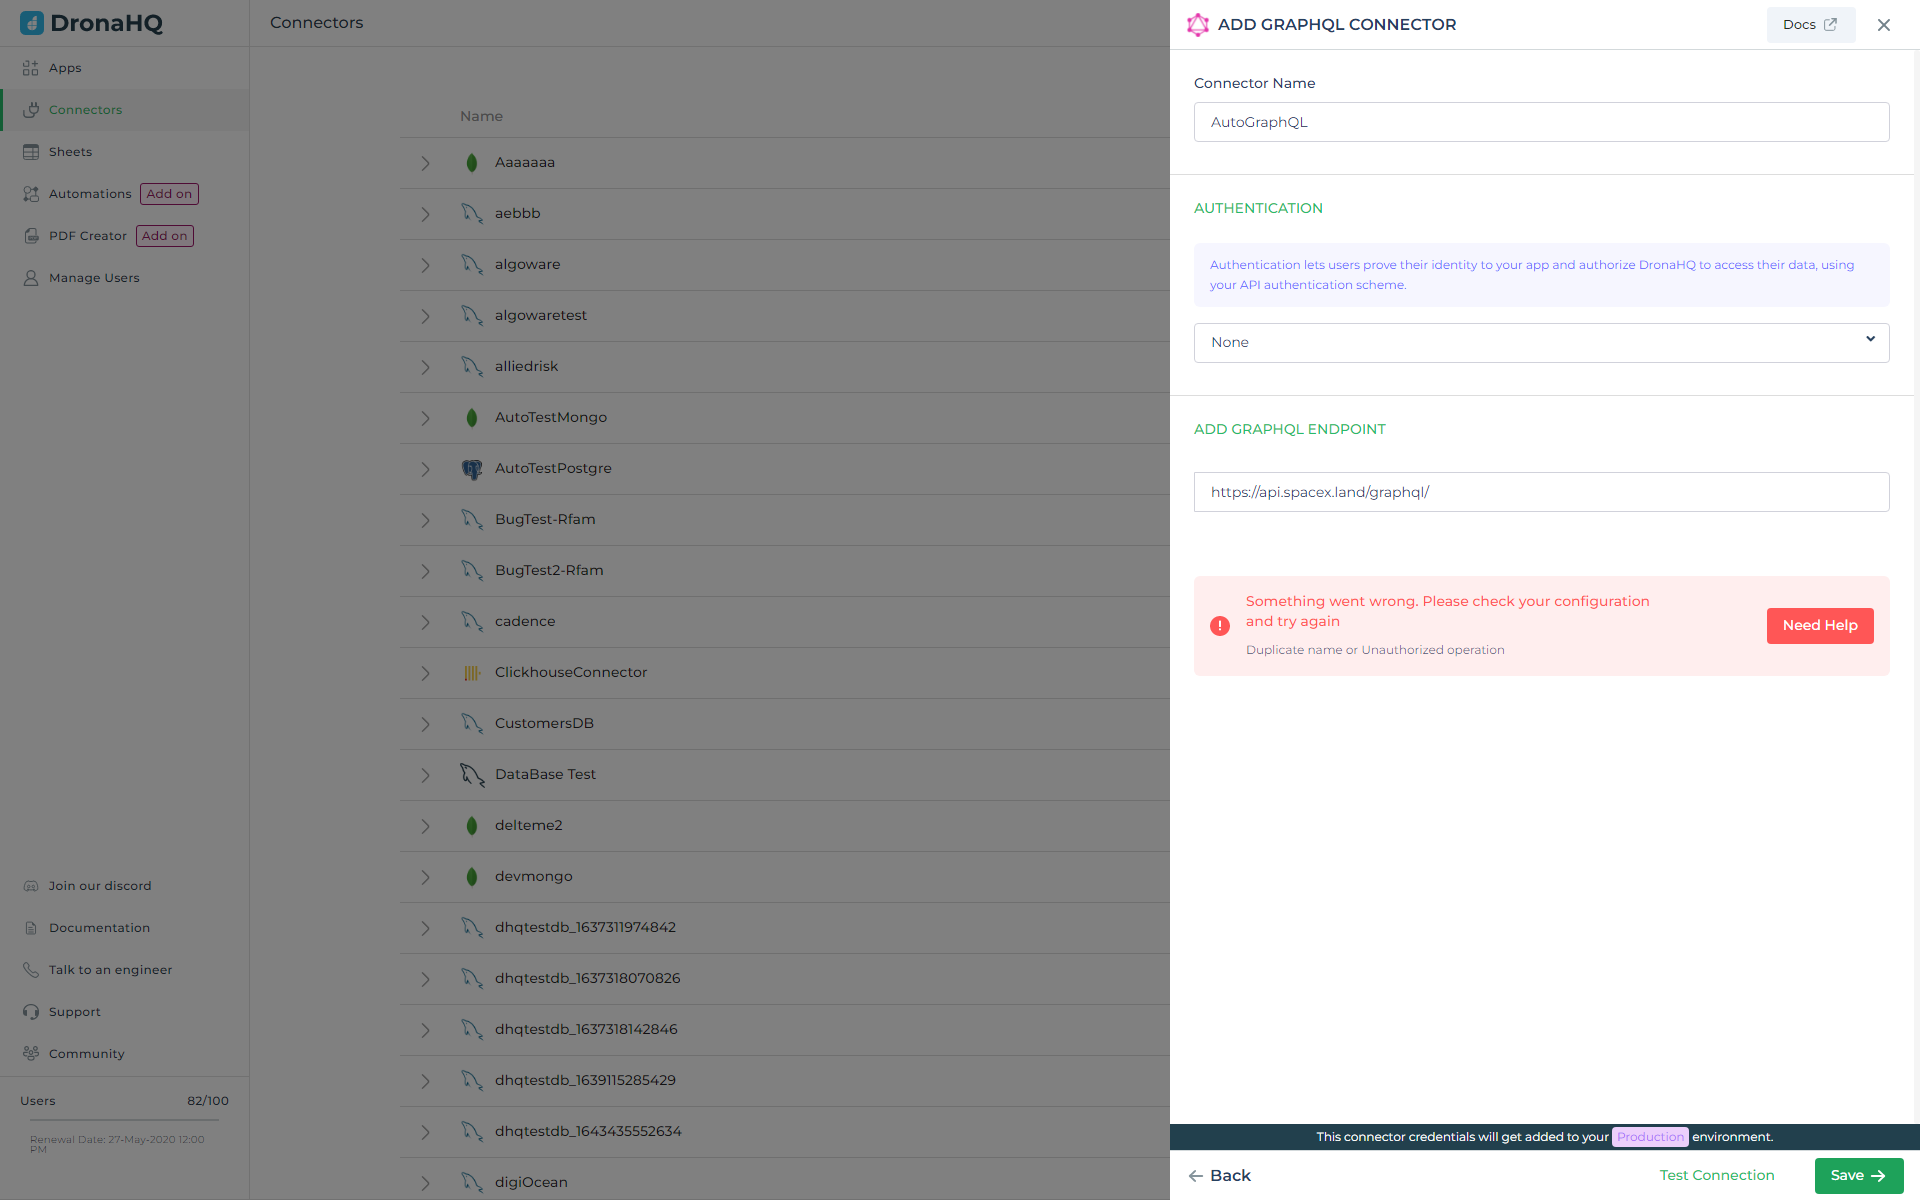 DronaHQ
Apps
Connectors
Sheets
Automations Add on
PDF Creator Add on
Manage Users
Join our discord
Documentation
Talk to an engineer
Support
Community
Users 82/100
Renewal Date: 27-May-2020 12:00
PM
Connectors
Name
Aaaaaaa
aebbb
algoware
algowaretest
alliedrisk
AutoTestMongo
AutoTestPostgre
BugTest-Rfam
BugTest2-Rfam
cadence
ClickhouseConnector
CustomersDB
DataBase Test
delteme2
devmongo
dhqtestdb_1637311974842
dhqtestdb_1637318070826
dhqtestdb_1637318142846
dhqtestdb_1639115285429
dhqtestdb_1643435552634
digiOcean
ADD GRAPHQL CONNECTOR
Docs
Connector Name
AutoGraphQL
AUTHENTICATION
Authentication lets users prove their identity to your app and authorize DronaHQ to access their data, using
your API authentication scheme.
None
ADD GRAPHQL ENDPOINT
https://api.spacex.land/graphql/
Something went wrong. Please check your configuration
and try again
Duplicate name or Unauthorized operation
Need Help
This connector credentials will get added to your Production environment.
Back
Test Connection
Save